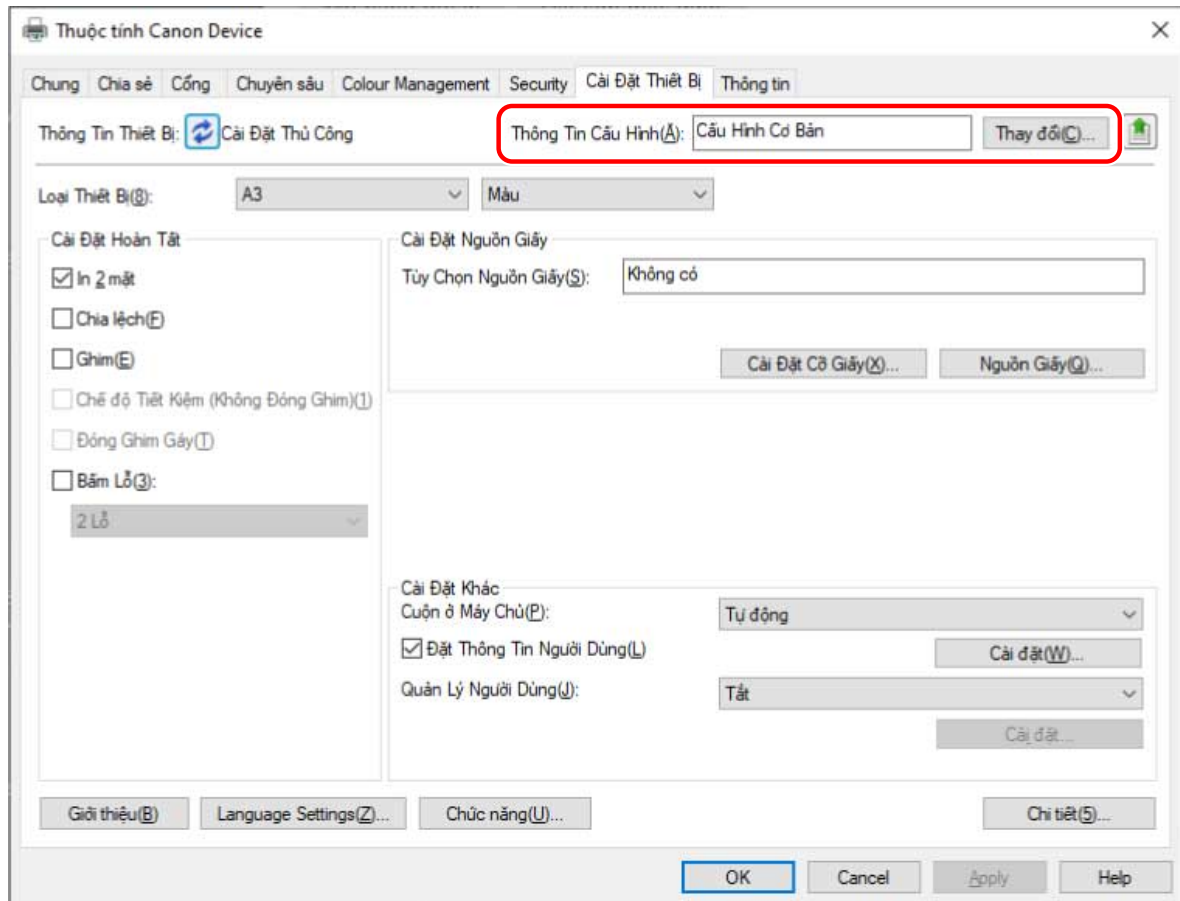 Thuộc tính Canon Device
Chung Chia sẻ Cổng Chuyên sâu Colour Management Security Cài Đặt Thiết Bị Thông tin
Thông Tin Thiết Bị: Cài Đặt Thủ Công Thông Tin Cấu Hình(Ă): Cấu Hình Cơ Bản Thay đổi(C)...
Loại Thiết Bị(8): A3 Màu
Cài Đặt Hoàn Tất
In 2 mặt
Chia lệch(F)
Ghim(E)
Chế độ Tiết Kiệm (Không Đóng Ghim)(1)
Đóng Ghim Gáy(T)
Bấm Lỗ(3):
2 Lỗ
Cài Đặt Nguồn Giấy
Tùy Chọn Nguồn Giấy(S): Không có
Cài Đặt Cỡ Giấy(X)... Nguồn Giấy(Q)...
Cài Đặt Khác
Cuộn ở Máy Chủ(P): Tự động
Đặt Thông Tin Người Dùng(L) Cài đặt(W)...
Quản Lý Người Dùng(J): Tắt
Cài đặt...
Giới thiệu(B) Language Settings(Z)... Chức năng(U)... Chi tiết(5)...
OK Cancel Apply Help